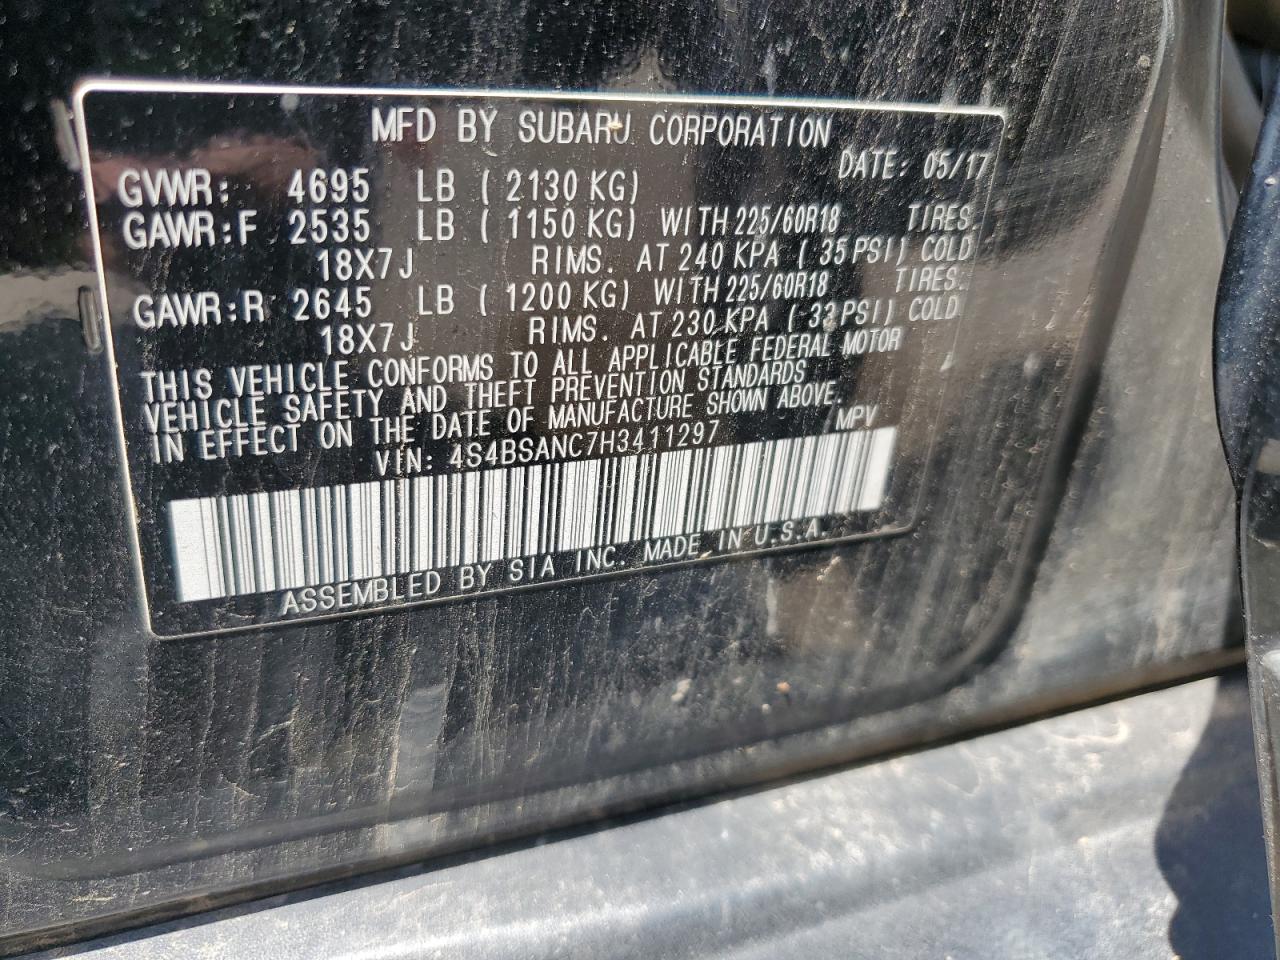 MFD BY SUBARU CORPORATION
DATE: 05/17
GVWR: 4695 LB ( 2130 KG)
GAWR:F 2535 LB ( 1150 KG) WITH 225/60R18 TIRES.
18X7J RIMS. AT 240 KPA ( 35 PSI) COLD
GAWR:R 2645 LB ( 1200 KG) WITH 225/60R18 TIRES.
18X7J RIMS. AT 230 KPA ( 33 PSI) COLD
THIS VEHICLE CONFORMS TO ALL APPLICABLE FEDERAL MOTOR
VEHICLE SAFETY AND THEFT PREVENTION STANDARDS
IN EFFECT ON THE DATE OF MANUFACTURE SHOWN ABOVE.
VIN: 4S4BSANC7H3411297 MPV
ASSEMBLED BY SIA INC. MADE IN U.S.A.